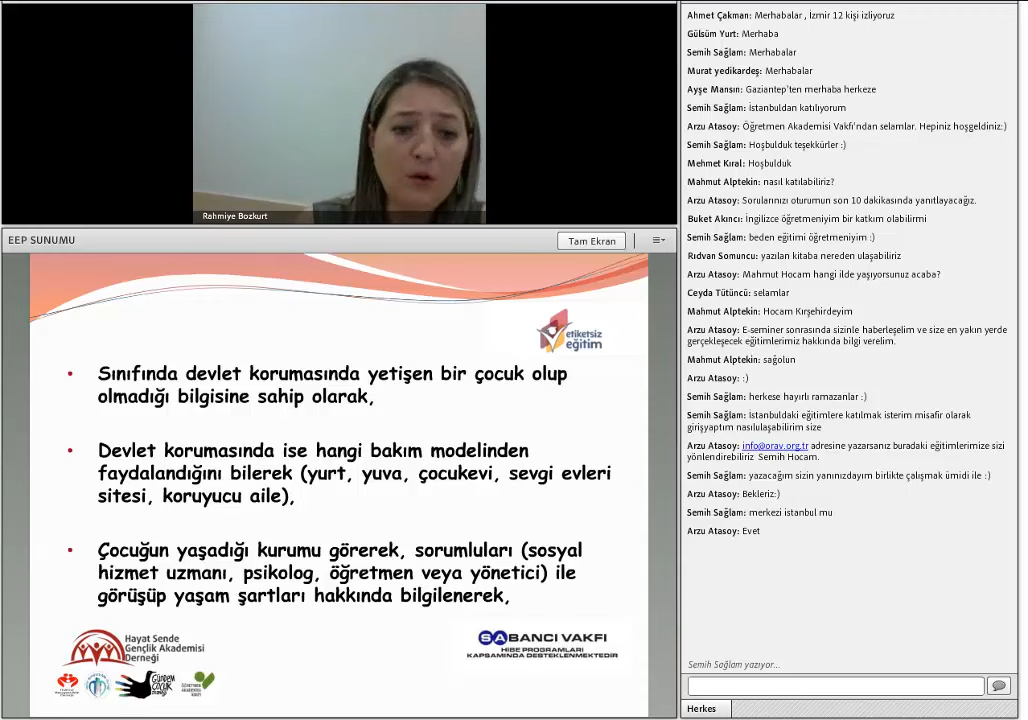 Rahmiye Bozkurt
EEP SUNUMU
Tam Ekran
etiketsiz
eğitim
• Sınıfında devlet korumasında yetişen bir çocuk olup
olmadığı bilgisine sahip olarak,
• Devlet korumasında ise hangi bakım modelinden
faydalandığını bilerek (yurt, yuva, çocukevi, sevgi evleri
sitesi, koruyucu aile),
• Çocuğun yaşadığı kurumu görerek, sorumluları (sosyal
hizmet uzmanı, psikolog, öğretmen veya yönetici) ile
görüşüp yaşam şartları hakkında bilgilenerek,
Hayat Sende
Gençlik Akademisi
Derneği
Gündem
Çocuk
SABANCI VAKFI
HİBE PROGRAMLARI
KAPSAMINDA DESTEKLENMEKTEDİR
Ahmet Çakman: Merhabalar , İzmir 12 kişi izliyoruz
Gülsüm Yurt: Merhaba
Semih Sağlam: Merhabalar
Murat yedikardeş: Merhabalar
Ayşe Mansın: Gaziantep'ten merhaba herkeze
Semih Sağlam: İstanbuldan katılıyorum
Arzu Atasoy: Öğretmen Akademisi Vakfı'ndan selamlar. Hepiniz hoşgeldiniz:)
Semih Sağlam: Hoşbulduk teşekkürler :)
Mehmet Kıral: Hoşbulduk
Mahmut Alptekin: nasıl katılabiliriz?
Arzu Atasoy: Sorularınızı oturumun son 10 dakikasında yanıtlayacağız.
Buket Akıncı: İngilizce öğretmeniyim bir katkım olabilirmi
Semih Sağlam: beden eğitimi öğretmeniyim :)
Rıdvan Somuncu: yazılan kitaba nereden ulaşabiliriz
Arzu Atasoy: Mahmut Hocam hangi ilde yaşıyorsunuz acaba?
Ceyda Tütüncü: selamlar
Mahmut Alptekin: Hocam Kırşehirdeyim
Arzu Atasoy: E-seminer sonrasında sizinle haberleşelim ve size en yakın yerde
gerçekleşecek eğitimlerimiz hakkında bilgi verelim.
Mahmut Alptekin: sağolun
Arzu Atasoy: :)
Semih Sağlam: herkese hayırlı ramazanlar :)
Semih Sağlam: İstanbuldaki eğitimlere katılmak isterim misafir olarak
girişyaptım nasılulaşabilirim size
Arzu Atasoy: info@orav.org.tr adresine yazarsanız buradaki eğitimlerimize sizi
yönlendirebiliriz  Semih Hocam.
Semih Sağlam: yazacağım sizin yanınızdayım birlikte çalışmak ümidi ile :)
Arzu Atasoy: Bekleriz:)
Semih Sağlam: merkezi istanbul mu
Arzu Atasoy: Evet
Semih Sağlam yazıyor...
Herkes